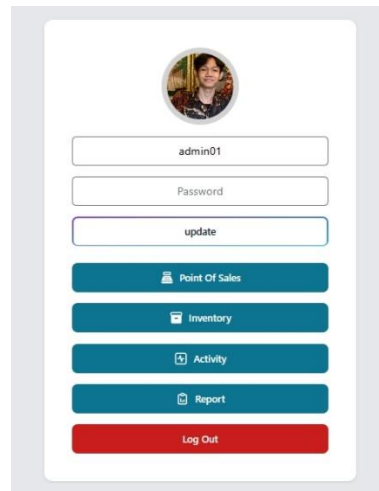 admin01
Password
update
Point Of Sales
Inventory
Activity
Report
Log Out